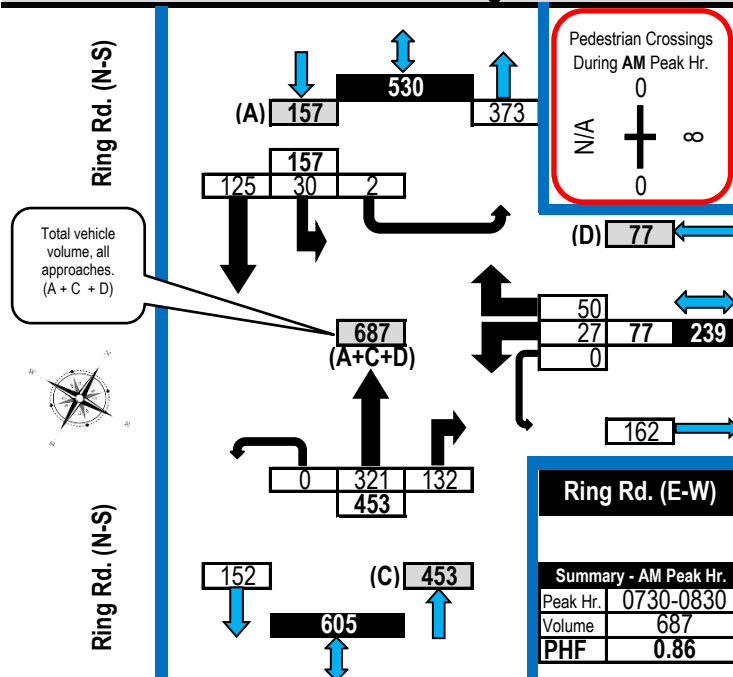 Ring Rd. (N-S)
(A) 157
530
373
Pedestrian Crossings
During AM Peak Hr.
0
N/A
8
0
157
125 30 2
Total vehicle
volume, all
approaches.
(A + C + D)
(D) 77
50
27 77 239
0
687
(A+C+D)
162
0 321 132
453
Ring Rd. (N-S)
152
(C) 453
605
Ring Rd. (E-W)
Summary - AM Peak Hr.
Peak Hr. 0730-0830
Volume 687
PHF 0.86